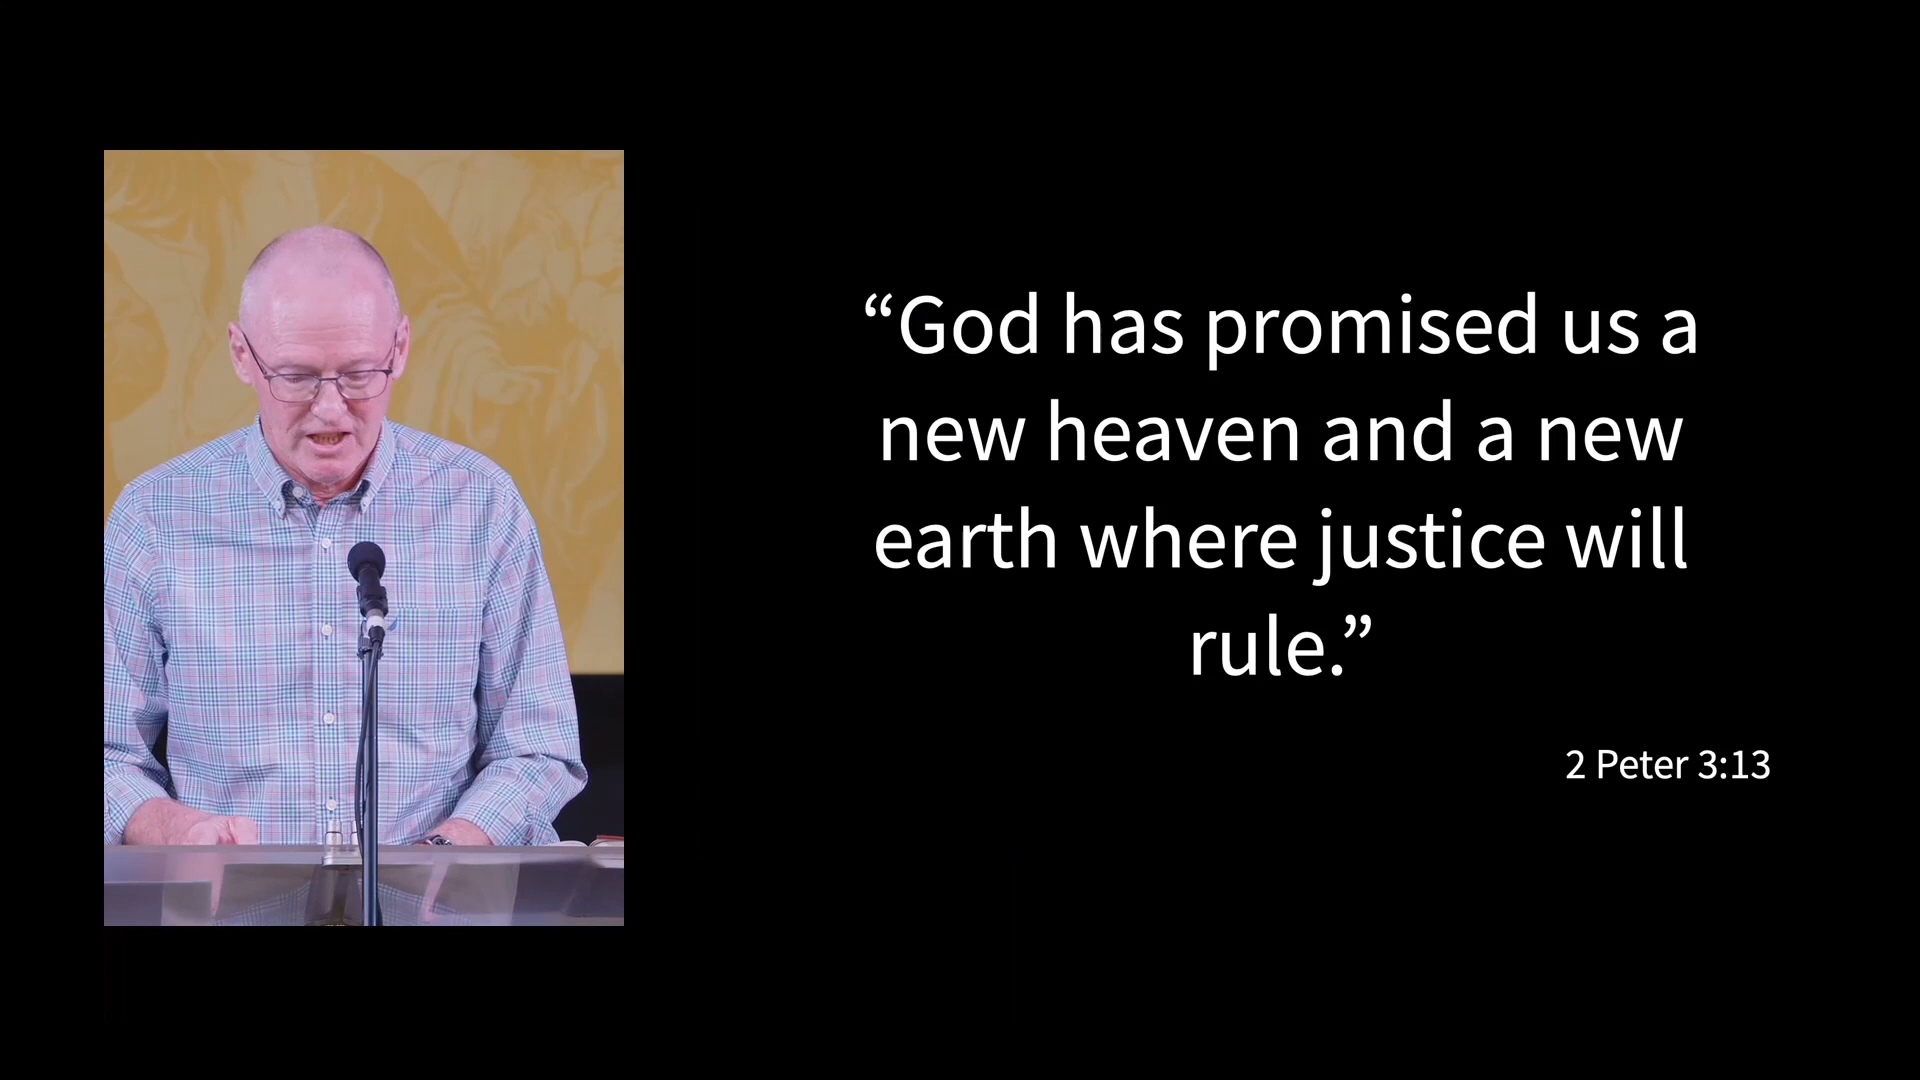 “God has promised us a
new heaven and a new
earth where justice will
rule.”
2 Peter 3:13